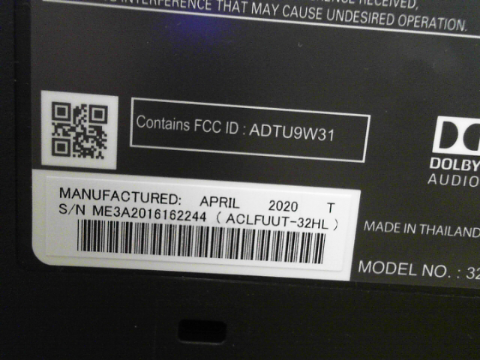 INTERFERENCE THAT MAY CAUSE UNDESIRED OPERATION.
Contains FCC ID : ADTU9W31
DOLBY
AUDIO
MANUFACTURED: APRIL 2020 T
S/N ME3A2016162244 ( ACLFUUT-32HL )
MADE IN THAILAND
MODEL NO. : 32